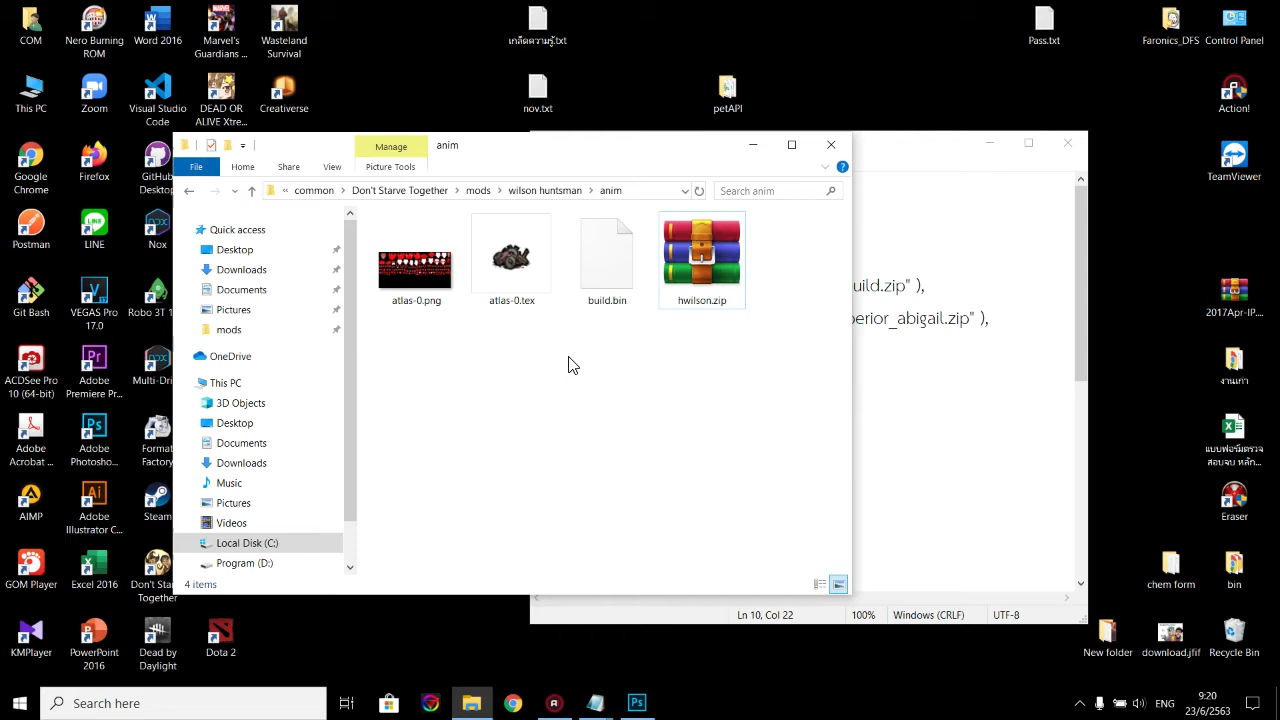 COM
Nero Burning
ROM
Word 2016
Marvel's
Guardians ...
Wasteland
Survival
เกล็ดความรู้.txt
Pass.txt
Faronics_DFS
Control Panel
This PC
Zoom
Visual Studio
Code
DEAD OR
ALIVE Xtre...
Creativerse
nov.txt
petAPI
Action!
Manage
anim
File
Home
Share
View
Picture Tools
Google
Chrome
Firefox
GitHub
Desktop
TeamViewer
«
common
Don't Starve Together
mods
wilson huntsman
anim
Search anim
Postman
LINE
Nox
Git Bash
VEGAS Pro
17.0
Robo 3T 1
2017Apr-IP....
ACDSee Pro
10 (64-bit)
Adobe
Premiere Pr...
Multi-Dri
งานเก่า
Adobe
Acrobat ...
Adobe
Photosho...
Format
Factory
แบบฟอร์มตรวจ
สอบจบ หลัก...
AIMP
Adobe
Illustrator C...
Steam
Eraser
GOM Player
Excel 2016
Don't Sta
Together
chem form
bin
KMPlayer
PowerPoint
2016
Dead by
Daylight
Dota 2
New folder
download.jfif
Recycle Bin
Quick access
Desktop
Downloads
Documents
Pictures
mods
OneDrive
This PC
3D Objects
Desktop
Documents
Downloads
Music
Pictures
Videos
Local Disk (C:)
Program (D:)
atlas-0.png
atlas-0.tex
build.bin
hwilson.zip
4 items
uild.zip" ),
perior_abigail.zip" ),
Ln 10, Col 22
100%
Windows (CRLF)
UTF-8
Search here
Ps
ENG
9:20
23/6/2563